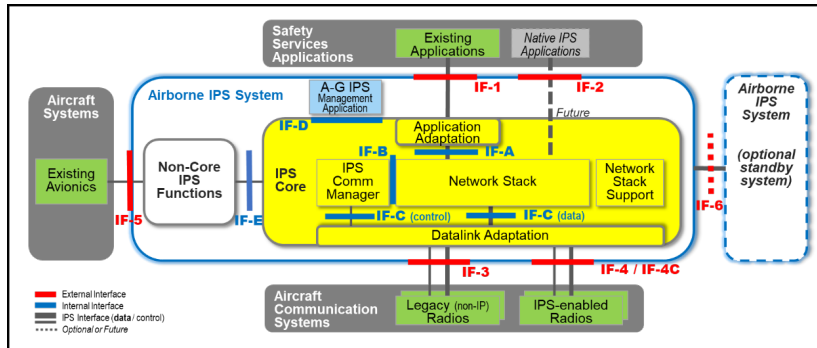 Safety
Services
Applications
Existing
Applications
Native IPS
Applications
IF-1
IF-2
Aircraft
Systems
Existing
Avionics
IF-5
Airborne IPS System
A-G IPS
Management
Application
IF-D
Future
Non-Core
IPS
Functions
IF-E
IPS
Core
Application
Adaptation
IF-B
IF-A
IPS
Comm
Manager
Network Stack
Network
Stack
Support
IF-C (control)
IF-C (data)
Datalink Adaptation
Airborne
IPS
System
(optional
standby
system)
IF-6
IF-3
IF-4 / IF-4C
Aircraft
Communication
Systems
Legacy (non-IP)
Radios
IPS-enabled
Radios
External Interface
Internal Interface
IPS Interface (data / control)
Optional or Future